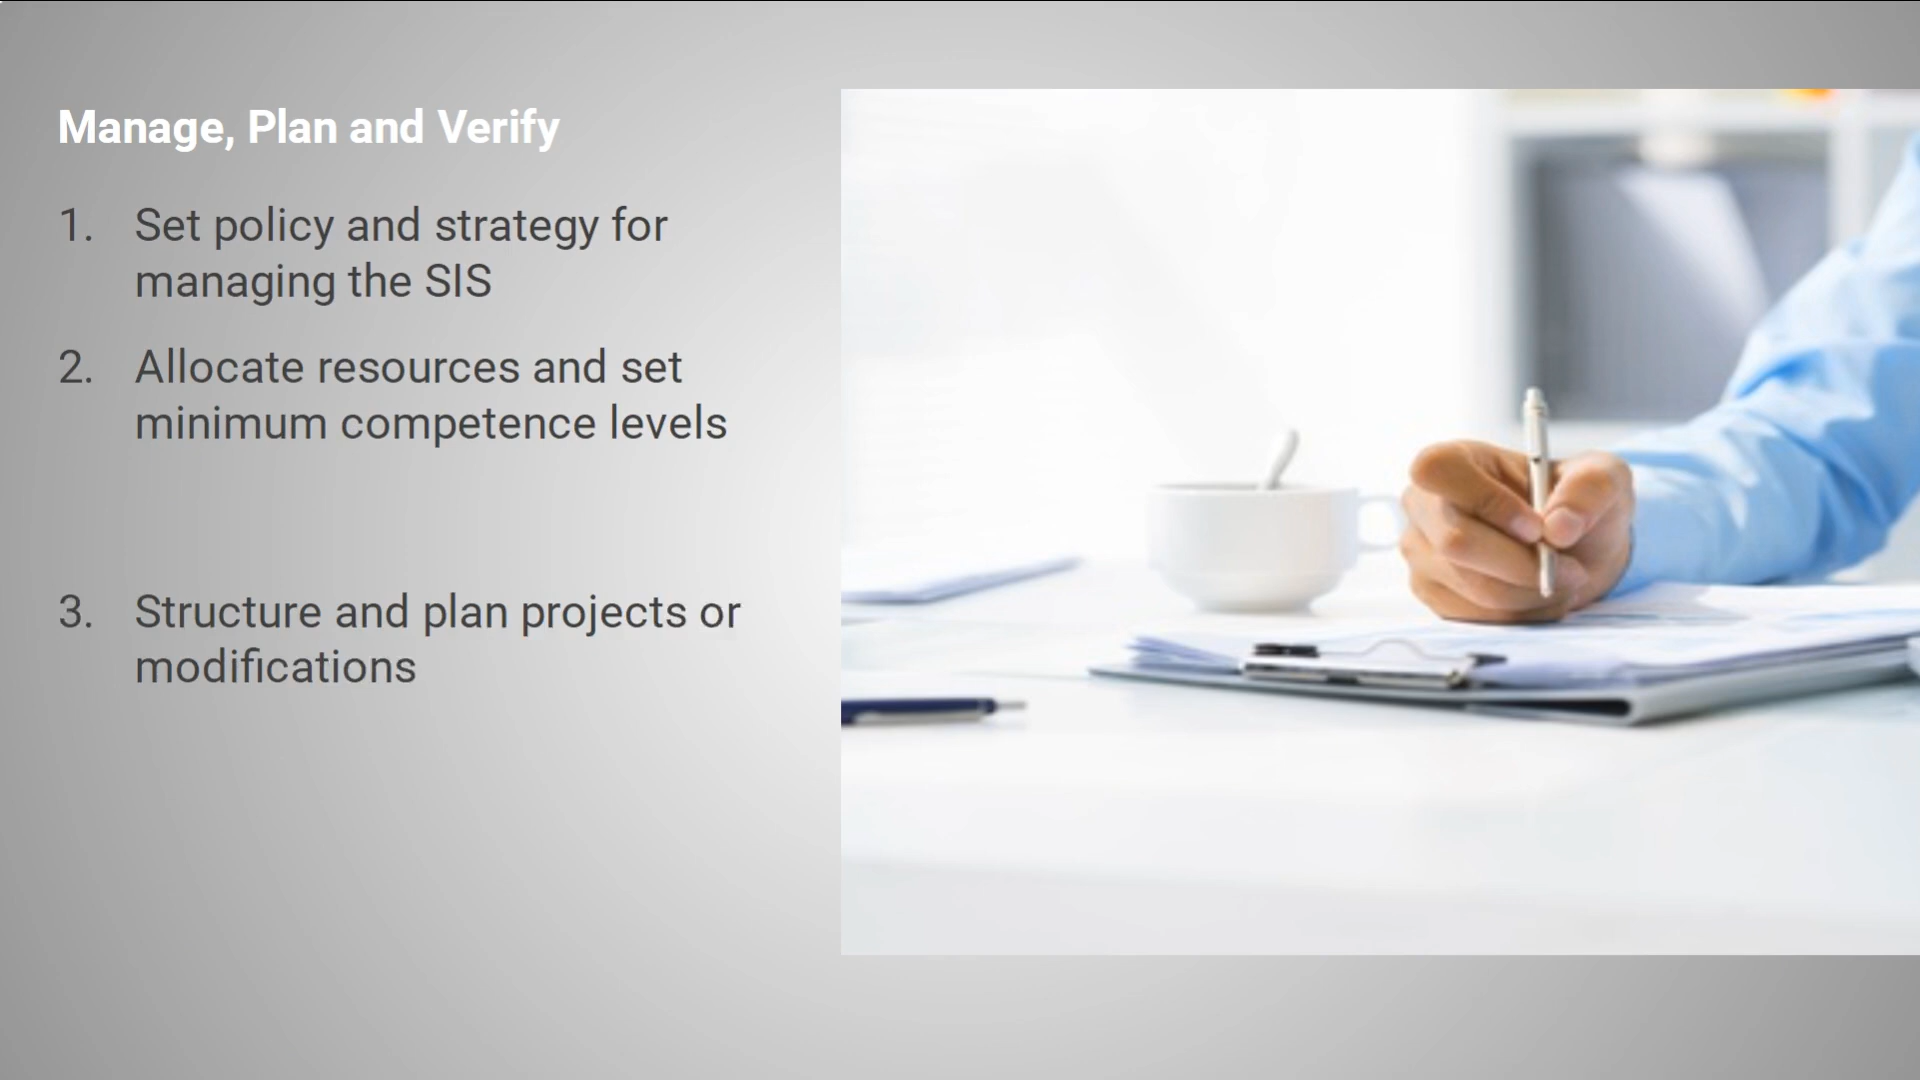 Manage, Plan and Verify
1. Set policy and strategy for
managing the SIS
2. Allocate resources and set
minimum competence levels
3. Structure and plan projects or
modifications